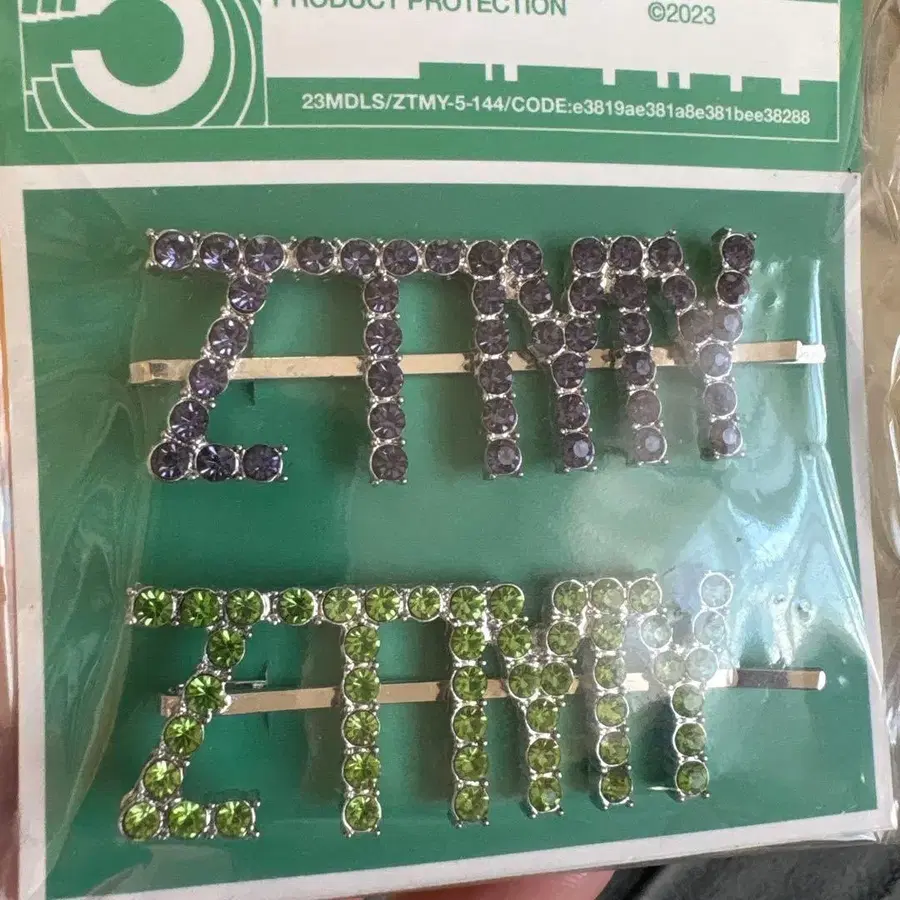 PRODUCT PROTECTION
©2023
23MDLS/ZTMY-5-144/CODE:e3819ae381a8e381bee38288
ZTMY
ZTMY